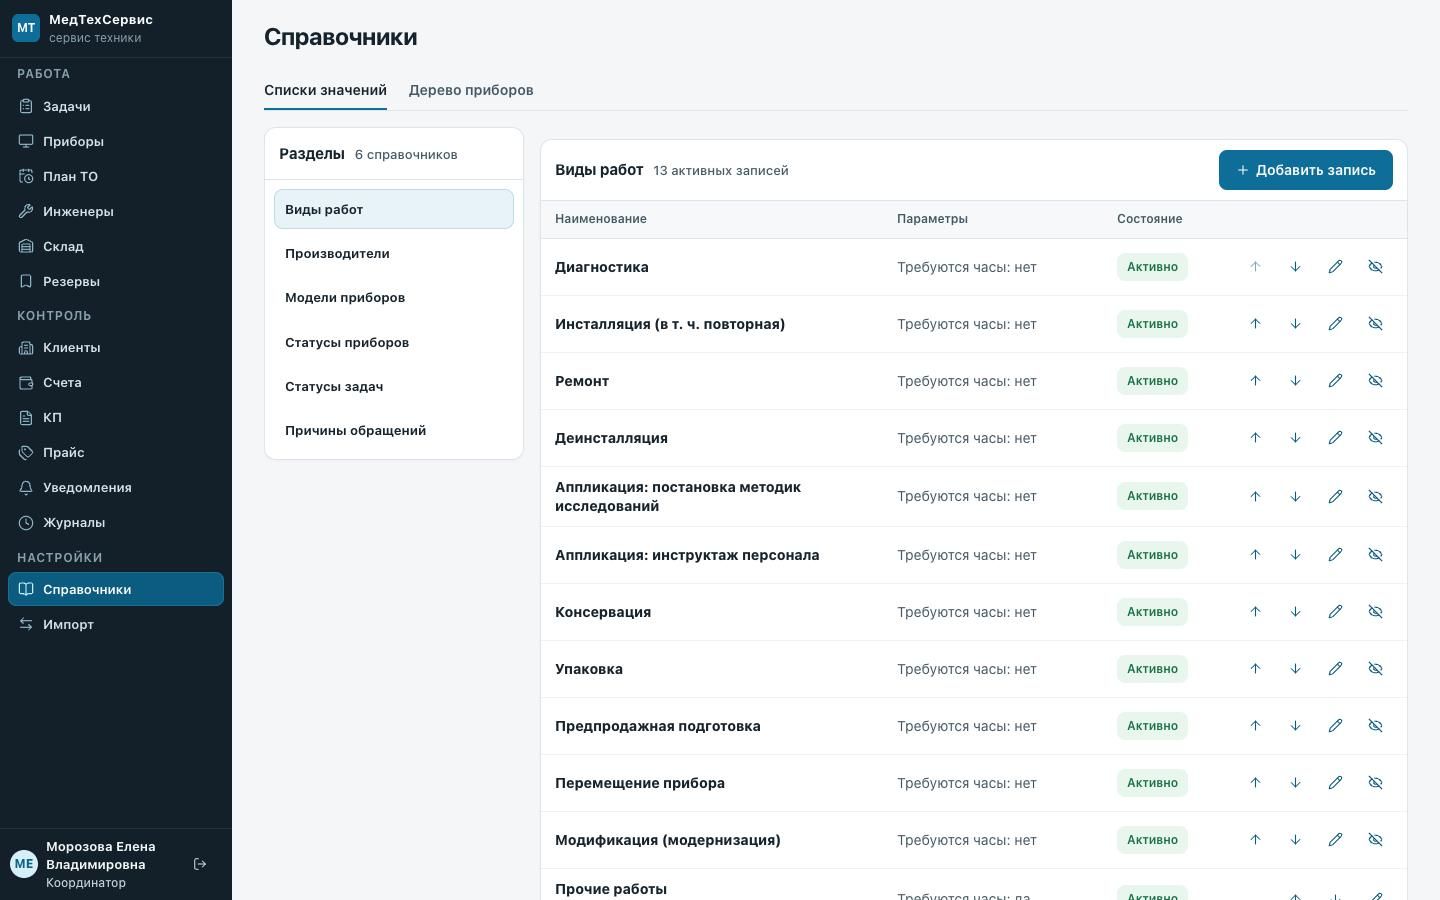 МТ
МедТехСервис
сервис техники
РАБОТА
Задачи
Приборы
План ТО
Инженеры
Склад
Резервы
КОНТРОЛЬ
Клиенты
Счета
КП
Прайс
Уведомления
Журналы
НАСТРОЙКИ
Справочники
Импорт
МЕ
Морозова Елена
Владимировна
Координатор
Справочники
Списки значений Дерево приборов
Разделы 6 справочников
Виды работ
Производители
Модели приборов
Статусы приборов
Статусы задач
Причины обращений
Виды работ 13 активных записей
+ Добавить запись
Наименование Параметры Состояние
Диагностика Требуются часы: нет Активно
Инсталляция (в т. ч. повторная) Требуются часы: нет Активно
Ремонт Требуются часы: нет Активно
Деинсталляция Требуются часы: нет Активно
Аппликация: постановка методик
исследований Требуются часы: нет Активно
Аппликация: инструктаж персонала Требуются часы: нет Активно
Консервация Требуются часы: нет Активно
Упаковка Требуются часы: нет Активно
Предпродажная подготовка Требуются часы: нет Активно
Перемещение прибора Требуются часы: нет Активно
Модификация (модернизация) Требуются часы: нет Активно
Прочие работы Требуются часы: да Активно